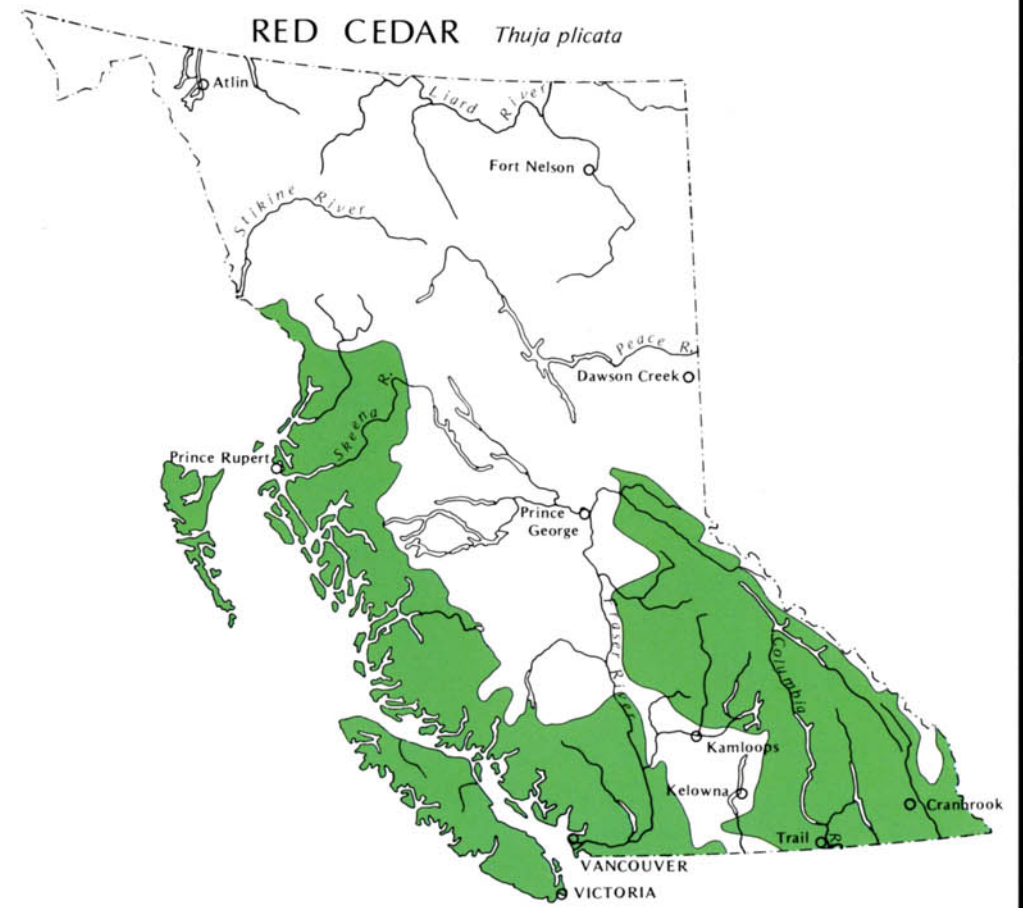 RED CEDAR Thuja plicata
Atlin
Liard River
Fort Nelson
Stikine River
Peace R.
Dawson Creek
Skeena R.
Prince Rupert
Prince
George
Fraser River
Columbia
Kamloops
Kelowna
Cranbrook
Trail
R.
VANCOUVER
VICTORIA